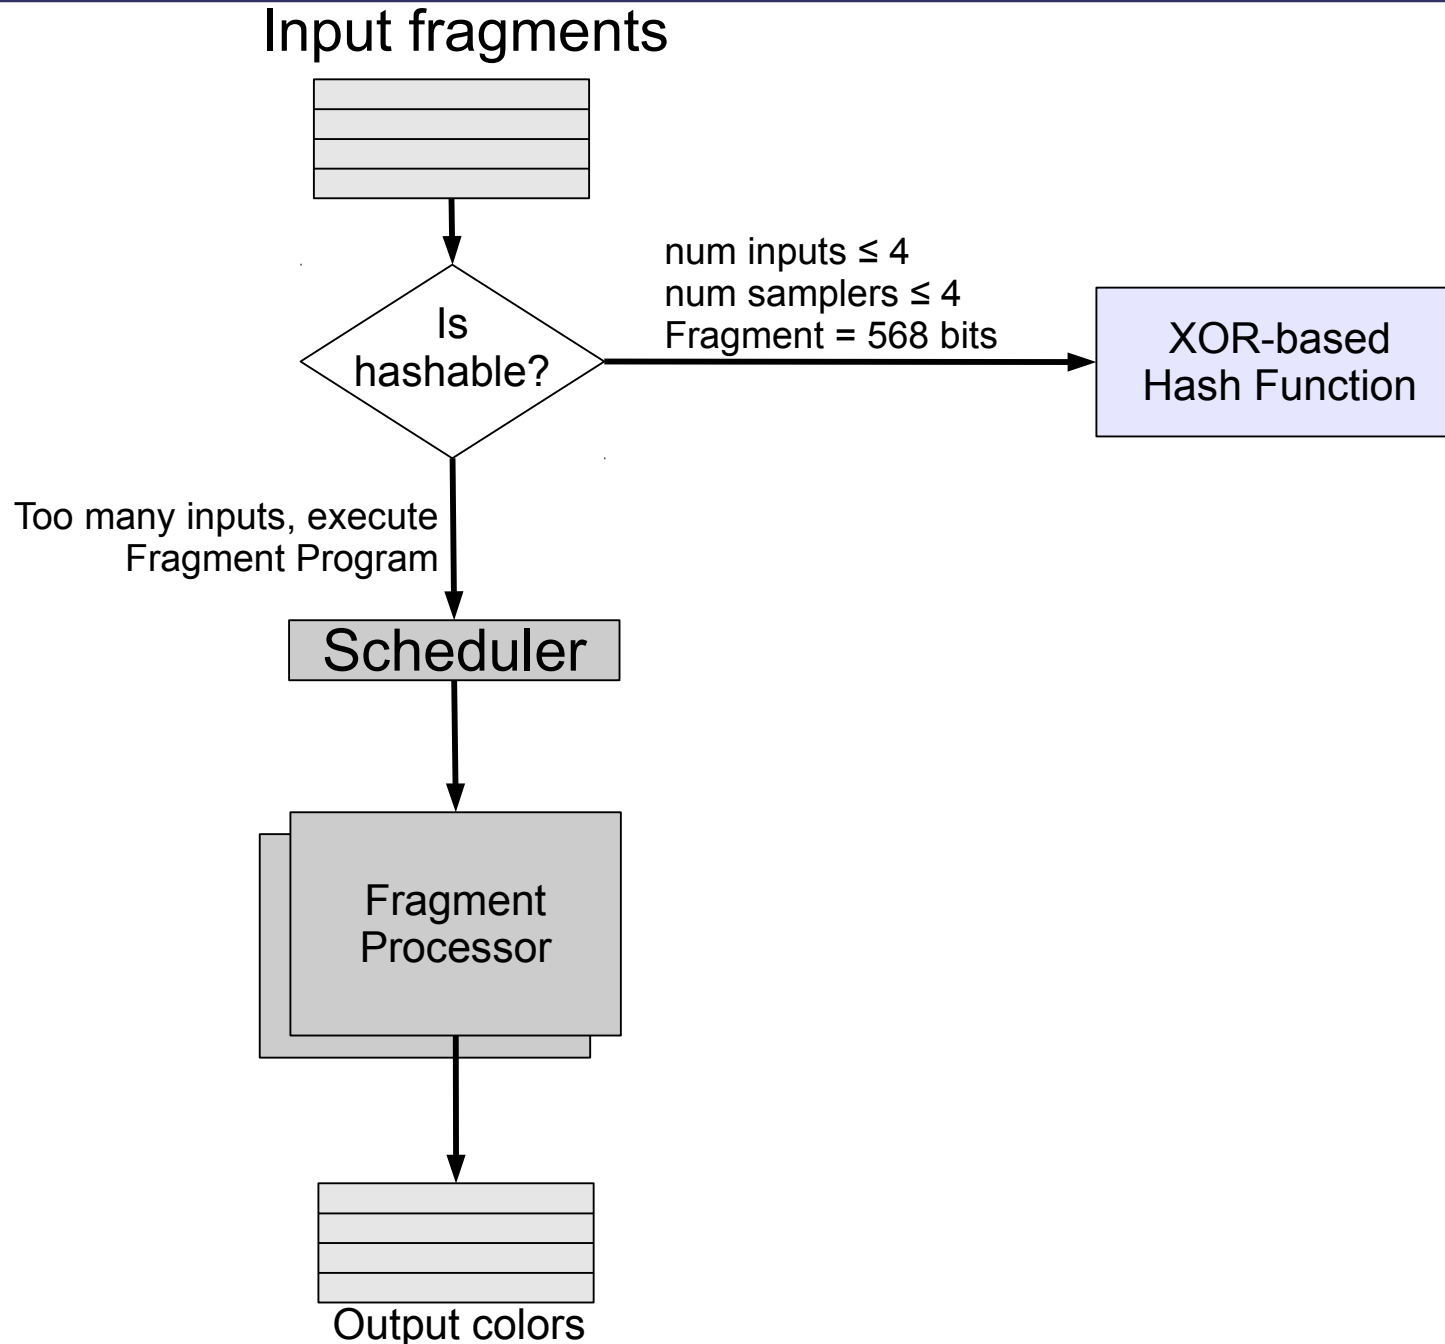 Input fragments
num inputs ≤ 4
num samplers ≤ 4
Fragment = 568 bits
Is
hashable?
XOR-based
Hash Function
Too many inputs, execute
Fragment Program
Scheduler
Fragment
Processor
Output colors